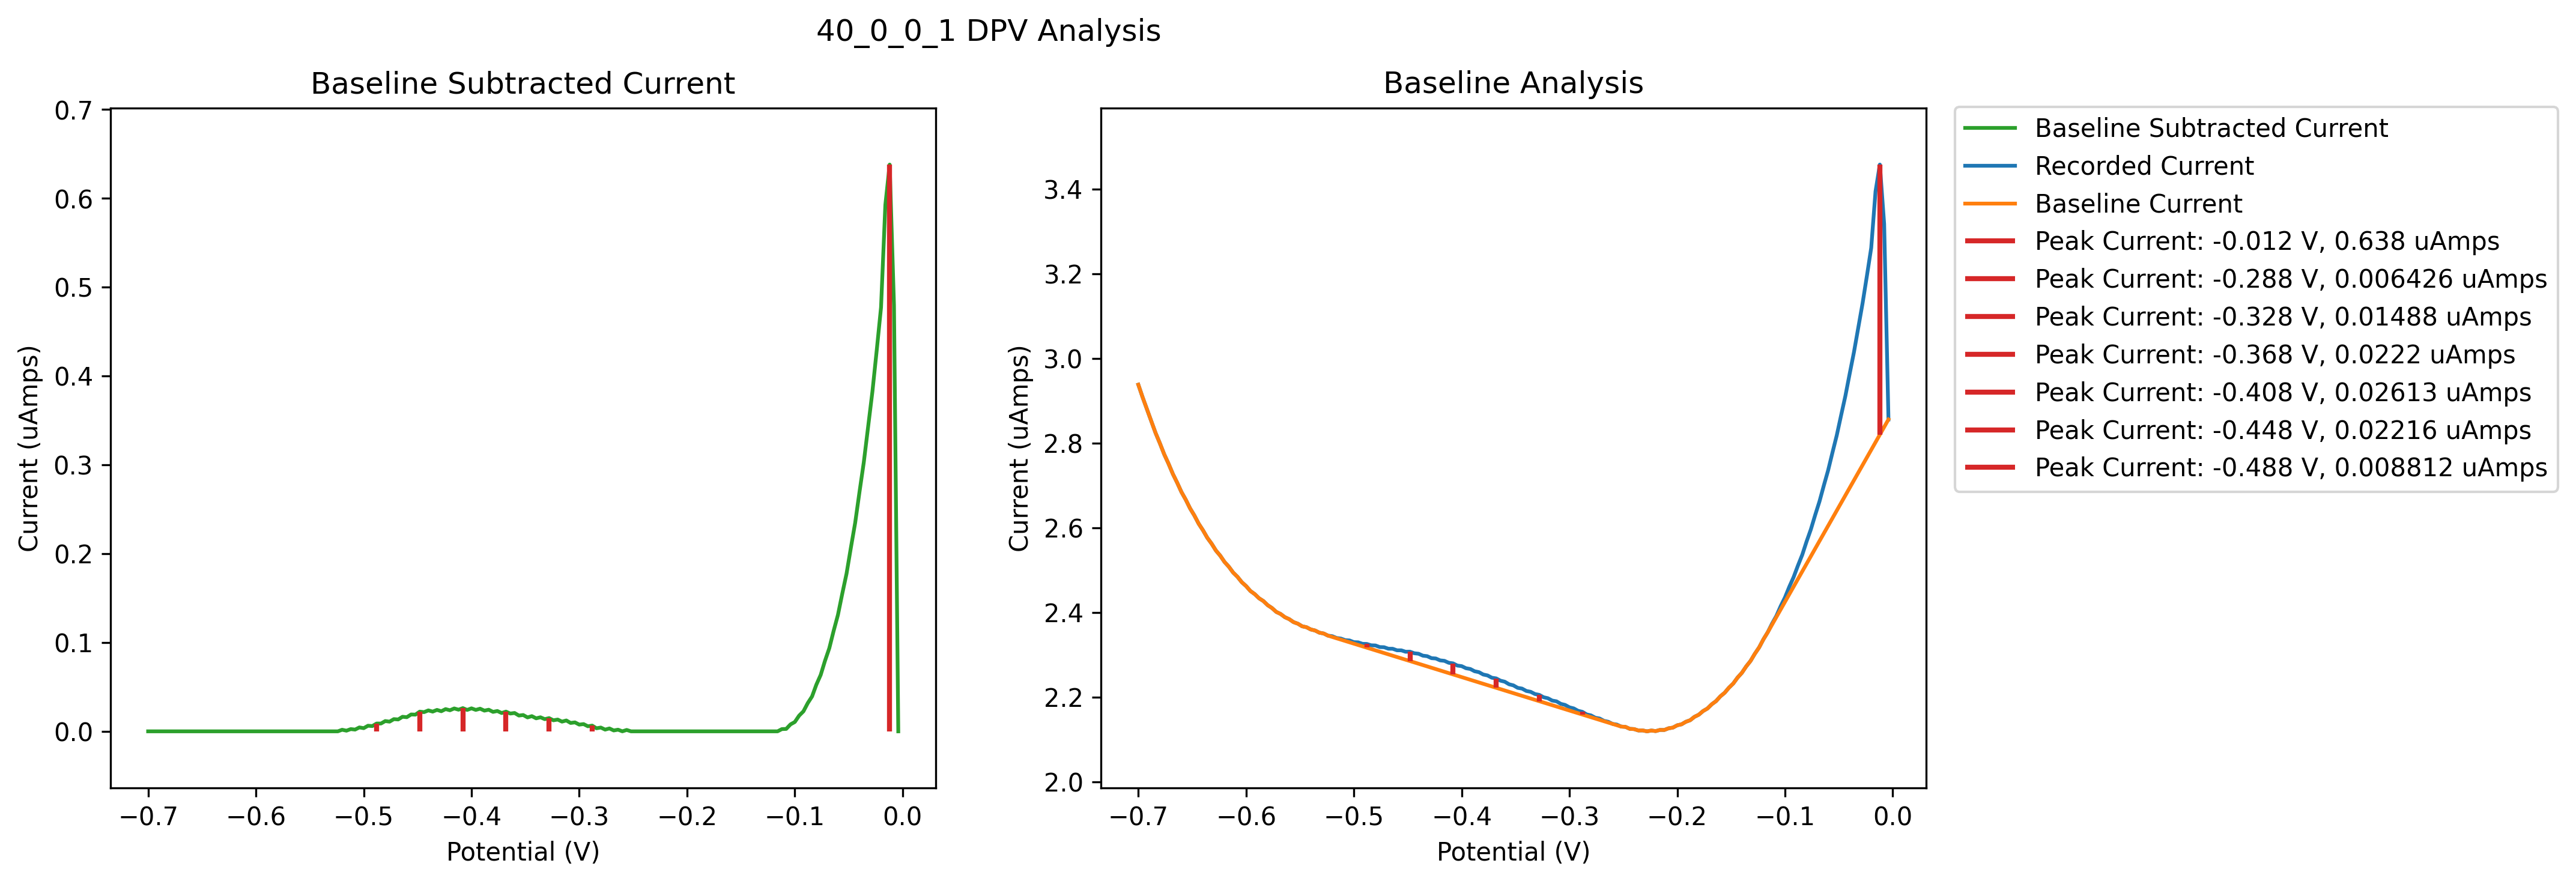 40_0_0_1 DPV Analysis
Baseline Subtracted Current
0.7
0.6
0.5
0.4
0.3
0.2
0.1
0.0
Current (uAmps)
−0.7 −0.6 −0.5 −0.4 −0.3 −0.2 −0.1 0.0
Potential (V)
Baseline Analysis
3.4
3.2
3.0
2.8
2.6
2.4
2.2
2.0
Current (uAmps)
−0.7 −0.6 −0.5 −0.4 −0.3 −0.2 −0.1 0.0
Potential (V)
Baseline Subtracted Current
Recorded Current
Baseline Current
Peak Current: -0.012 V, 0.638 uAmps
Peak Current: -0.288 V, 0.006426 uAmps
Peak Current: -0.328 V, 0.01488 uAmps
Peak Current: -0.368 V, 0.0222 uAmps
Peak Current: -0.408 V, 0.02613 uAmps
Peak Current: -0.448 V, 0.02216 uAmps
Peak Current: -0.488 V, 0.008812 uAmps